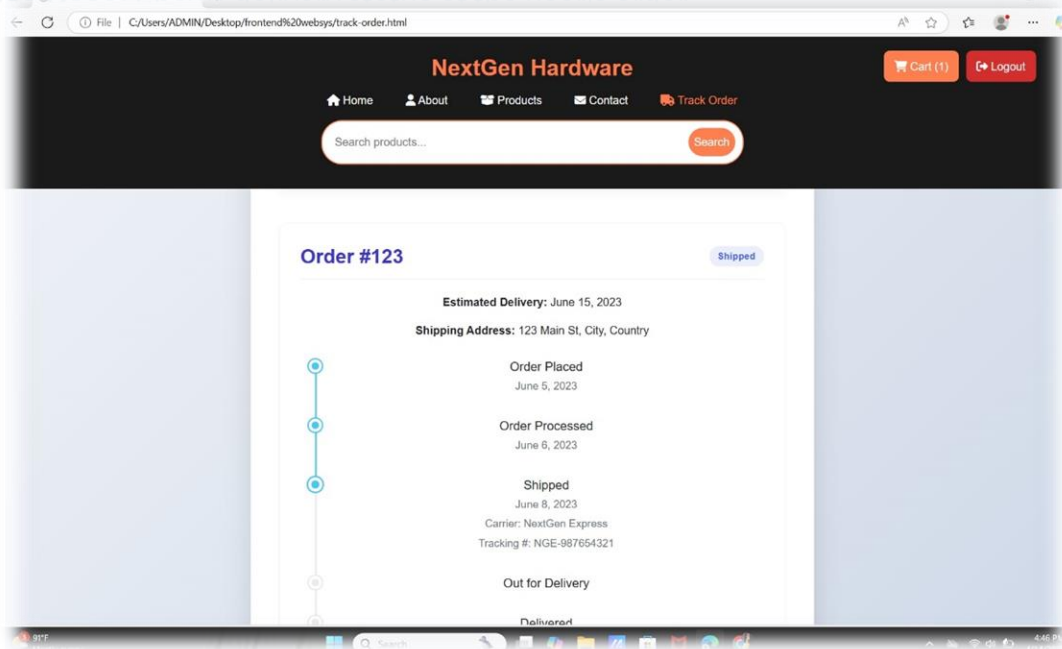 File | C:/Users/ADMIN/Desktop/frontend%20websys/track-order.html
NextGen Hardware
Cart (1) Logout
Home About Products Contact Track Order
Search products... Search
Order #123 Shipped
Estimated Delivery: June 15, 2023
Shipping Address: 123 Main St, City, Country
Order Placed
June 5, 2023
Order Processed
June 6, 2023
Shipped
June 8, 2023
Carrier: NextGen Express
Tracking #: NGE-987654321
Out for Delivery
Delivered
91°F Search 4:46